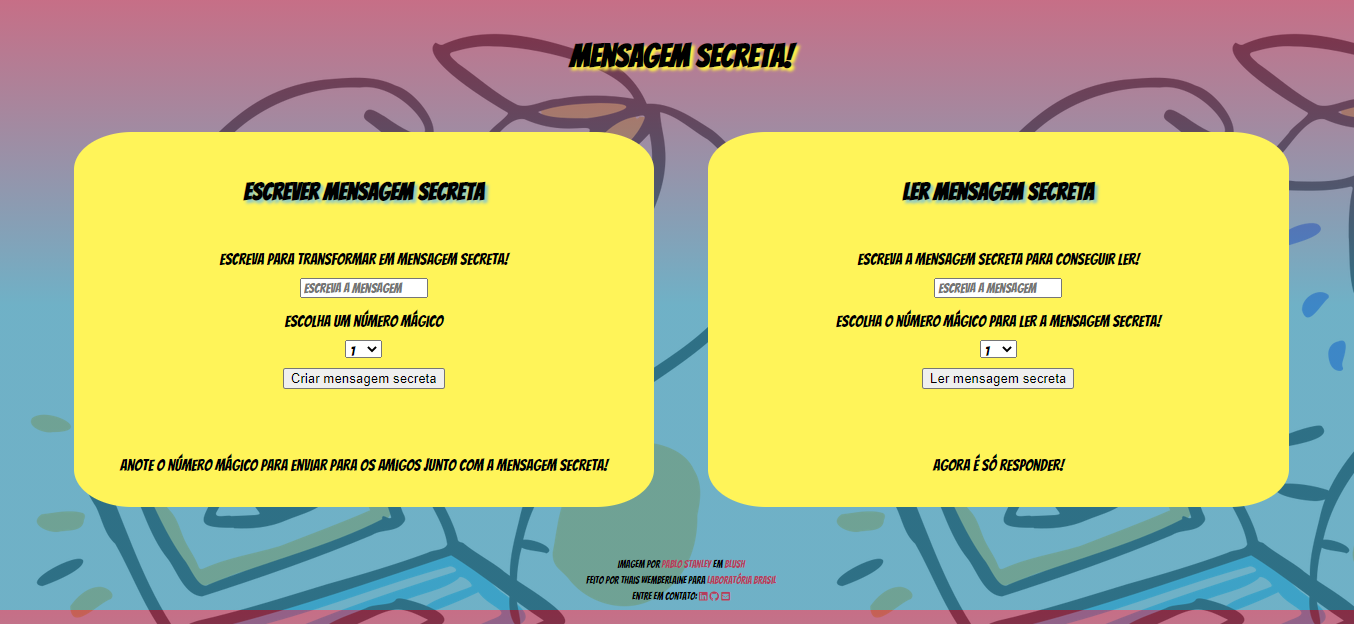 MENSAGEM SECRETA!
ESCREVER MENSAGEM SECRETA
ESCREVA PARA TRANSFORMAR EM MENSAGEM SECRETA!
ESCREVA A MENSAGEM
ESCOLHA UM NÚMERO MÁGICO
1
Criar mensagem secreta
ANOTE O NÚMERO MÁGICO PARA ENVIAR PARA OS AMIGOS JUNTO COM A MENSAGEM SECRETA!
LER MENSAGEM SECRETA
ESCREVA A MENSAGEM SECRETA PARA CONSEGUIR LER!
ESCREVA A MENSAGEM
ESCOLHA O NÚMERO MÁGICO PARA LER A MENSAGEM SECRETA!
1
Ler mensagem secreta
AGORA É SÓ RESPONDER!
IMAGEM POR PABLO STANLEY EM BLUSH
FEITO POR THAIS WEMBERLAINE PARA LABORATÓRIA BRASIL
ENTRE EM CONTATO: